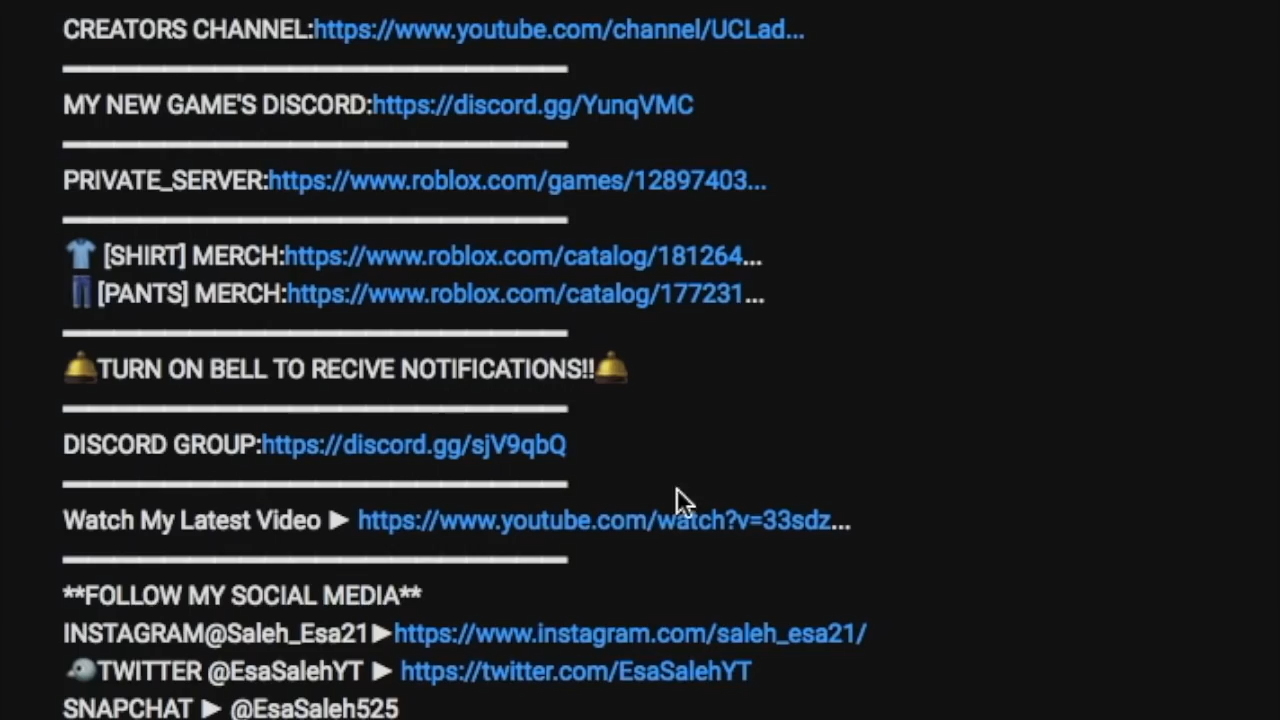 CREATORS CHANNEL:https://www.youtube.com/channel/UCLad...
MY NEW GAME'S DISCORD:https://discord.gg/YunqVMC
PRIVATE_SERVER:https://www.roblox.com/games/12897403...
👕 [SHIRT] MERCH:https://www.roblox.com/catalog/181264...
👖[PANTS] MERCH:https://www.roblox.com/catalog/177231...
🛎TURN ON BELL TO RECIVE NOTIFICATIONS!!🛎
DISCORD GROUP:https://discord.gg/sjV9qbQ
Watch My Latest Video ► https://www.youtube.com/watch?v=33sdz...
**FOLLOW MY SOCIAL MEDIA**
INSTAGRAM@Saleh_Esa21►https://www.instagram.com/saleh_esa21/
🐦TWITTER @EsaSalehYT ► https://twitter.com/EsaSalehYT
SNAPCHAT ► @EsaSaleh525